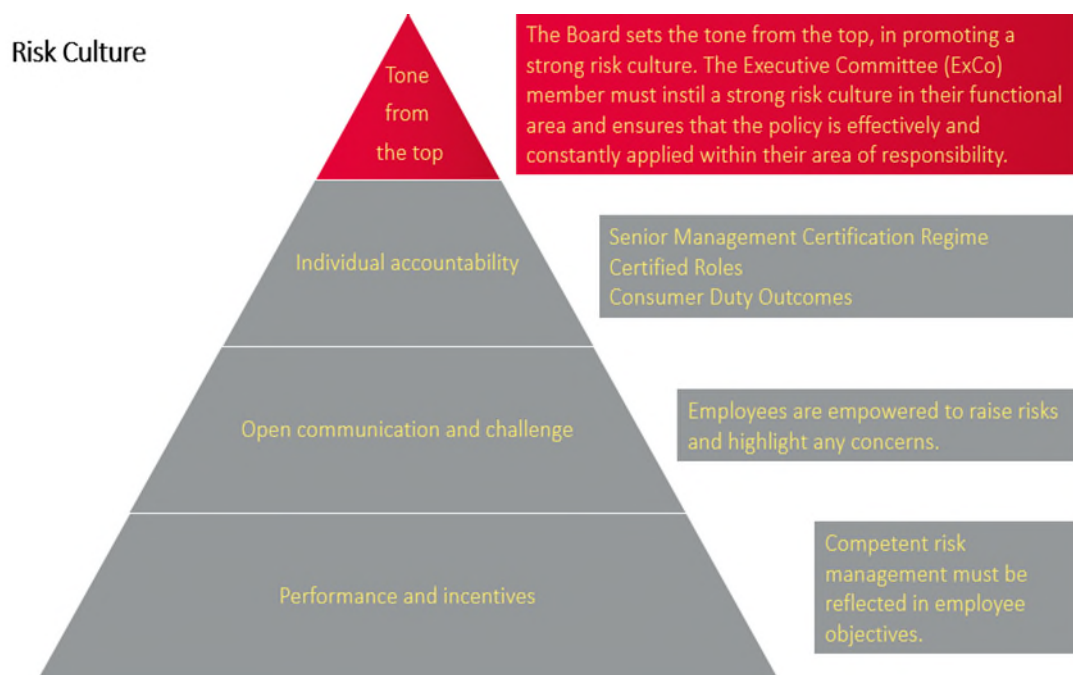 Risk Culture
Tone
from
the top
The Board sets the tone from the top, in promoting a
strong risk culture. The Executive Committee (ExCo)
member must instil a strong risk culture in their functional
area and ensures that the policy is effectively and
constantly applied within their area of responsibility.
Individual accountability
Senior Management Certification Regime
Certified Roles
Consumer Duty Outcomes
Open communication and challenge
Employees are empowered to raise risks
and highlight any concerns.
Performance and incentives
Competent risk
management must be
reflected in employee
objectives.